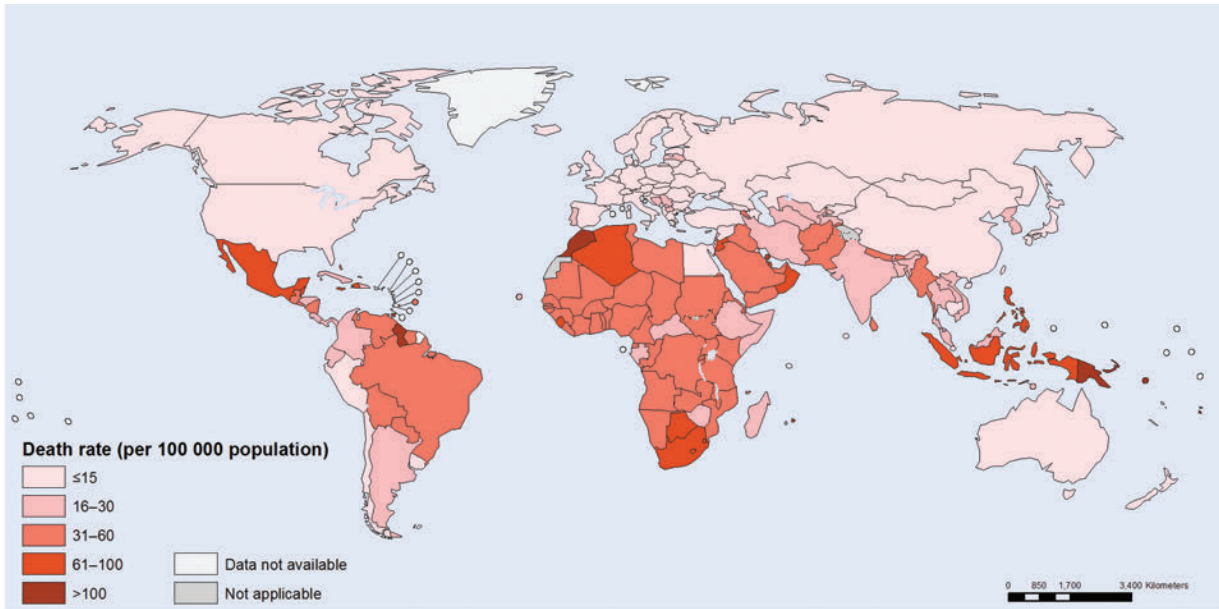 Death rate (per 100 000 population)
≤15
16–30
31–60
61–100
>100
Data not available
Not applicable
0 850 1,700 3,400 Kilometers